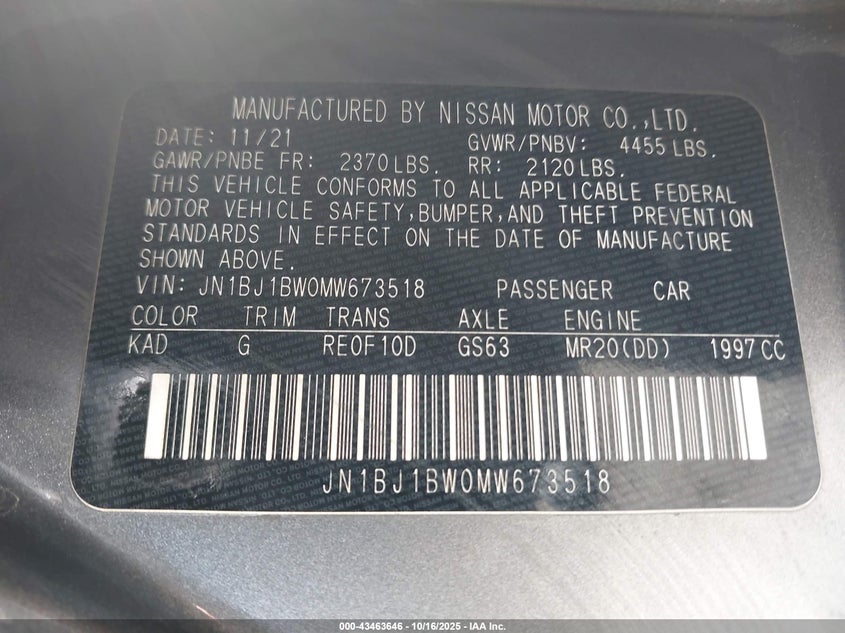 MANUFACTURED BY NISSAN MOTOR CO.,LTD.
DATE: 11/21 GVWR/PNBV: 4455 LBS.
GAWR/PNBE FR: 2370 LBS. RR: 2120 LBS.
THIS VEHICLE CONFORMS TO ALL APPLICABLE FEDERAL
MOTOR VEHICLE SAFETY,BUMPER,AND THEFT PREVENTION
STANDARDS IN EFFECT ON THE DATE OF MANUFACTURE
SHOWN ABOVE.
VIN: JN1BJ1BW0MW673518 PASSENGER CAR
COLOR TRIM TRANS AXLE ENGINE
KAD G RE0F10D GS63 MR20(DD) 1997CC
JN1BJ1BW0MW673518
000-43463646 - 10/16/2025 - IAA Inc.